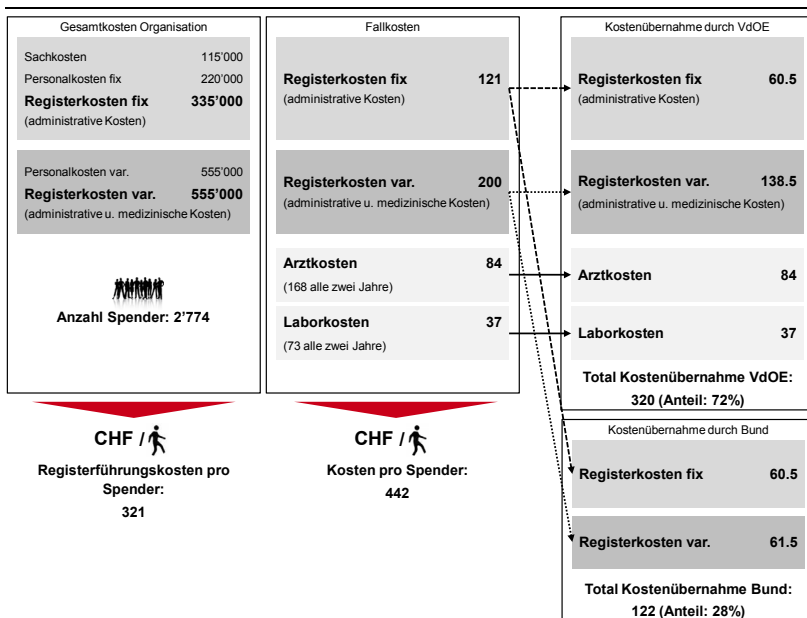 Gesamtkosten Organisation
Sachkosten 115’000
Personalkosten fix 220’000
Registerkosten fix 335’000
(administrative Kosten)
Personalkosten var. 555’000
Registerkosten var. 555’000
(administrative u. medizinische Kosten)
Anzahl Spender: 2’774
CHF /
Registerführungskosten pro
Spender:
321
Fallkosten
Registerkosten fix 121
(administrative Kosten)
Registerkosten var. 200
(administrative u. medizinische Kosten)
Arztkosten 84
(168 alle zwei Jahre)
Laborkosten 37
(73 alle zwei Jahre)
CHF /
Kosten pro Spender:
442
Kostenübernahme durch VdOE
Registerkosten fix 60.5
(administrative Kosten)
Registerkosten var. 138.5
(administrative u. medizinische Kosten)
Arztkosten 84
Laborkosten 37
Total Kostenübernahme VdOE:
320 (Anteil: 72%)
Kostenübernahme durch Bund
Registerkosten fix 60.5
Registerkosten var. 61.5
Total Kostenübernahme Bund:
122 (Anteil: 28%)